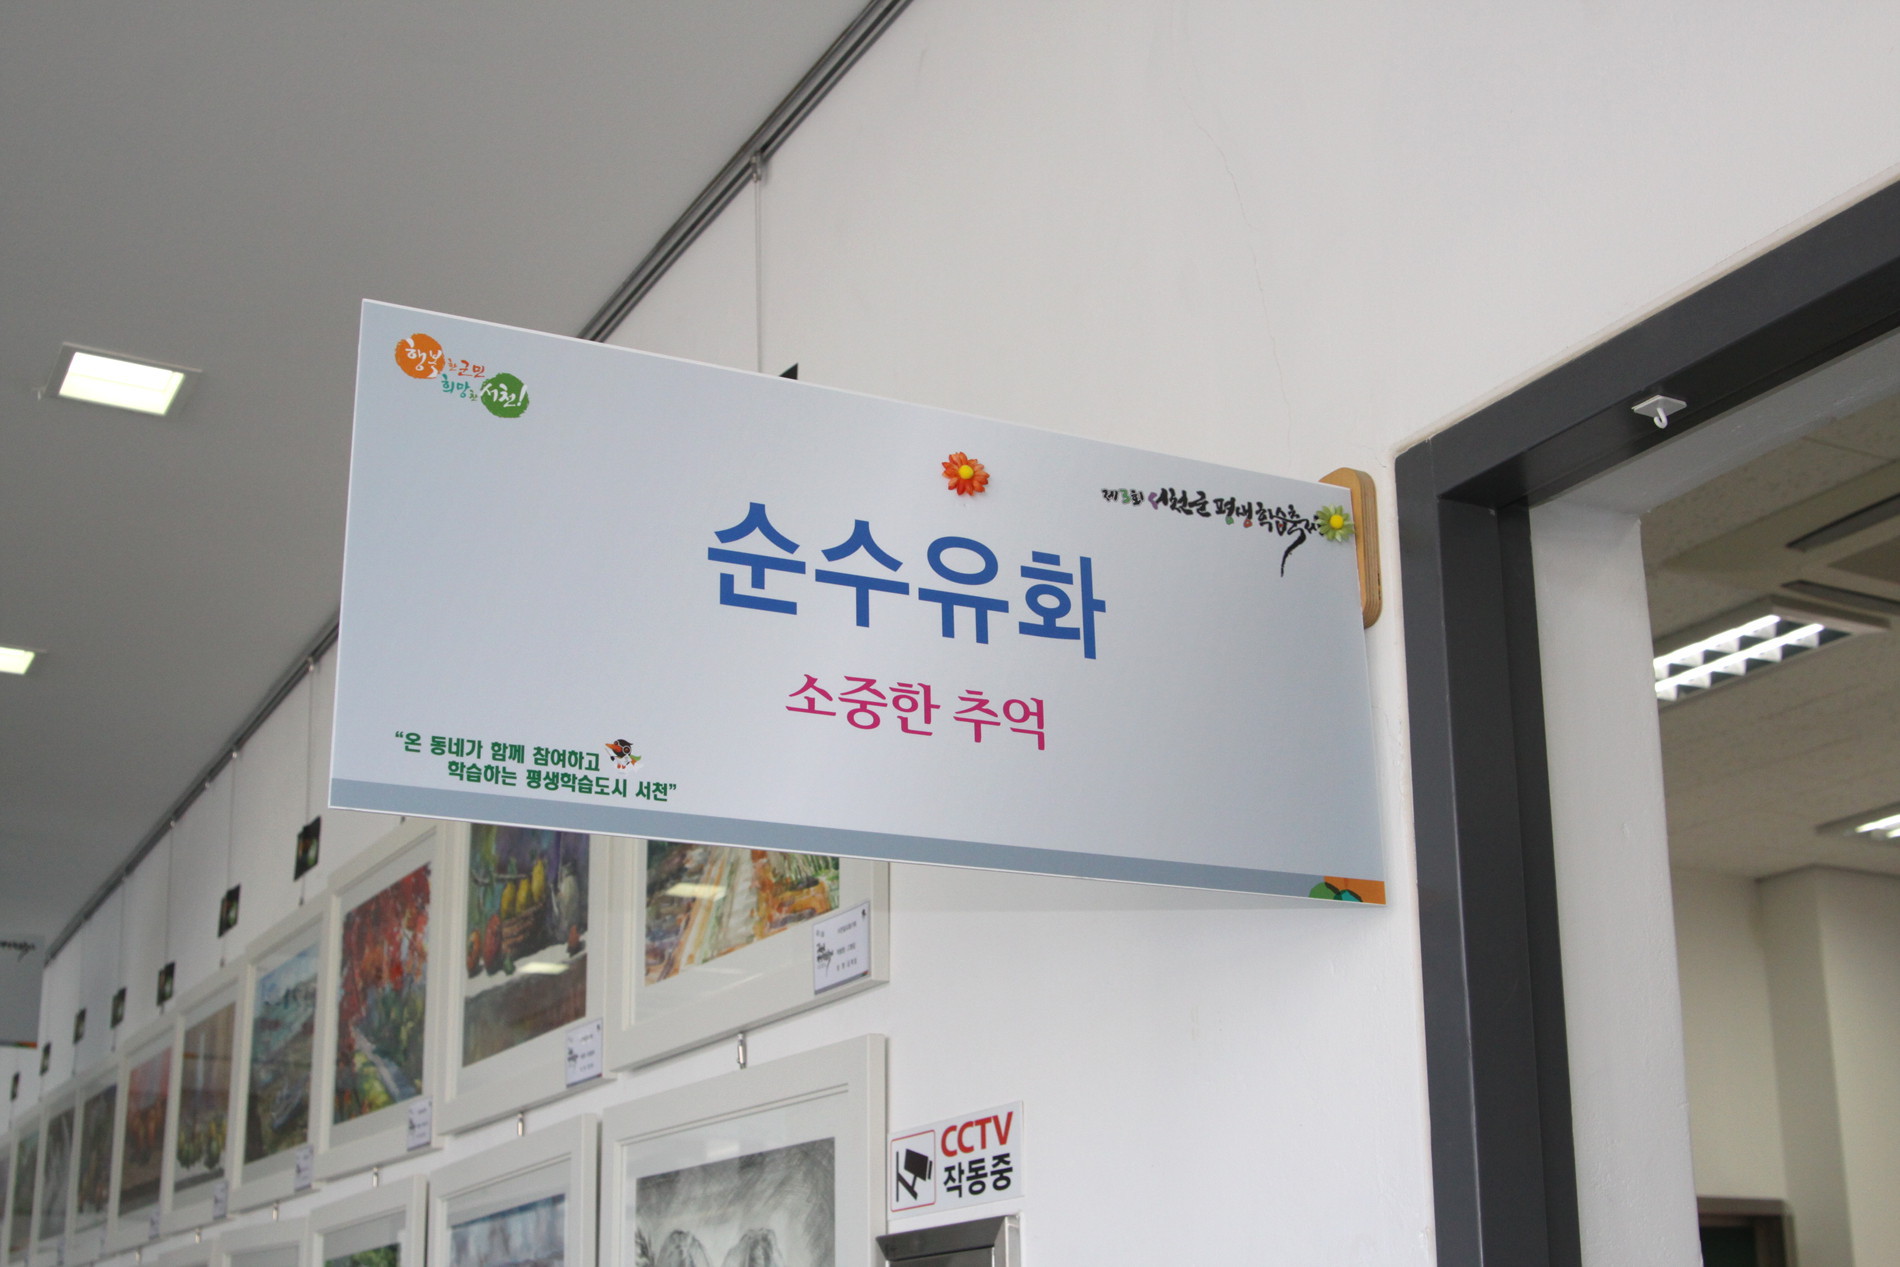 행복한 군민
희망찬 서천!
제3회 서천군 평생학습축제
순수유화
소중한 추억
“온 동네가 함께 참여하고
학습하는 평생학습도시 서천”
CCTV
작동중